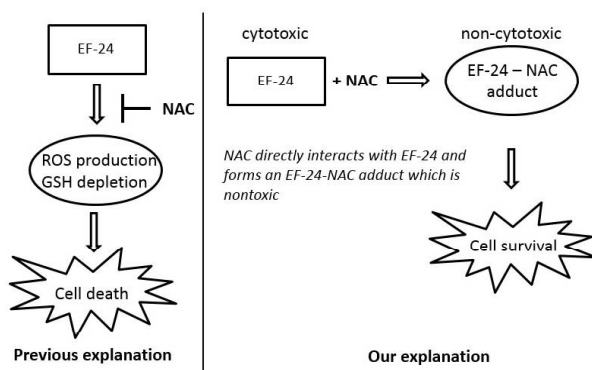 EF-24
NAC
ROS production
GSH depletion
Cell death
Previous explanation
cytotoxic
non-cytotoxic
EF-24
+ NAC
EF-24 – NAC
adduct
NAC directly interacts with EF-24 and
forms an EF-24-NAC adduct which is
nontoxic
Cell survival
Our explanation